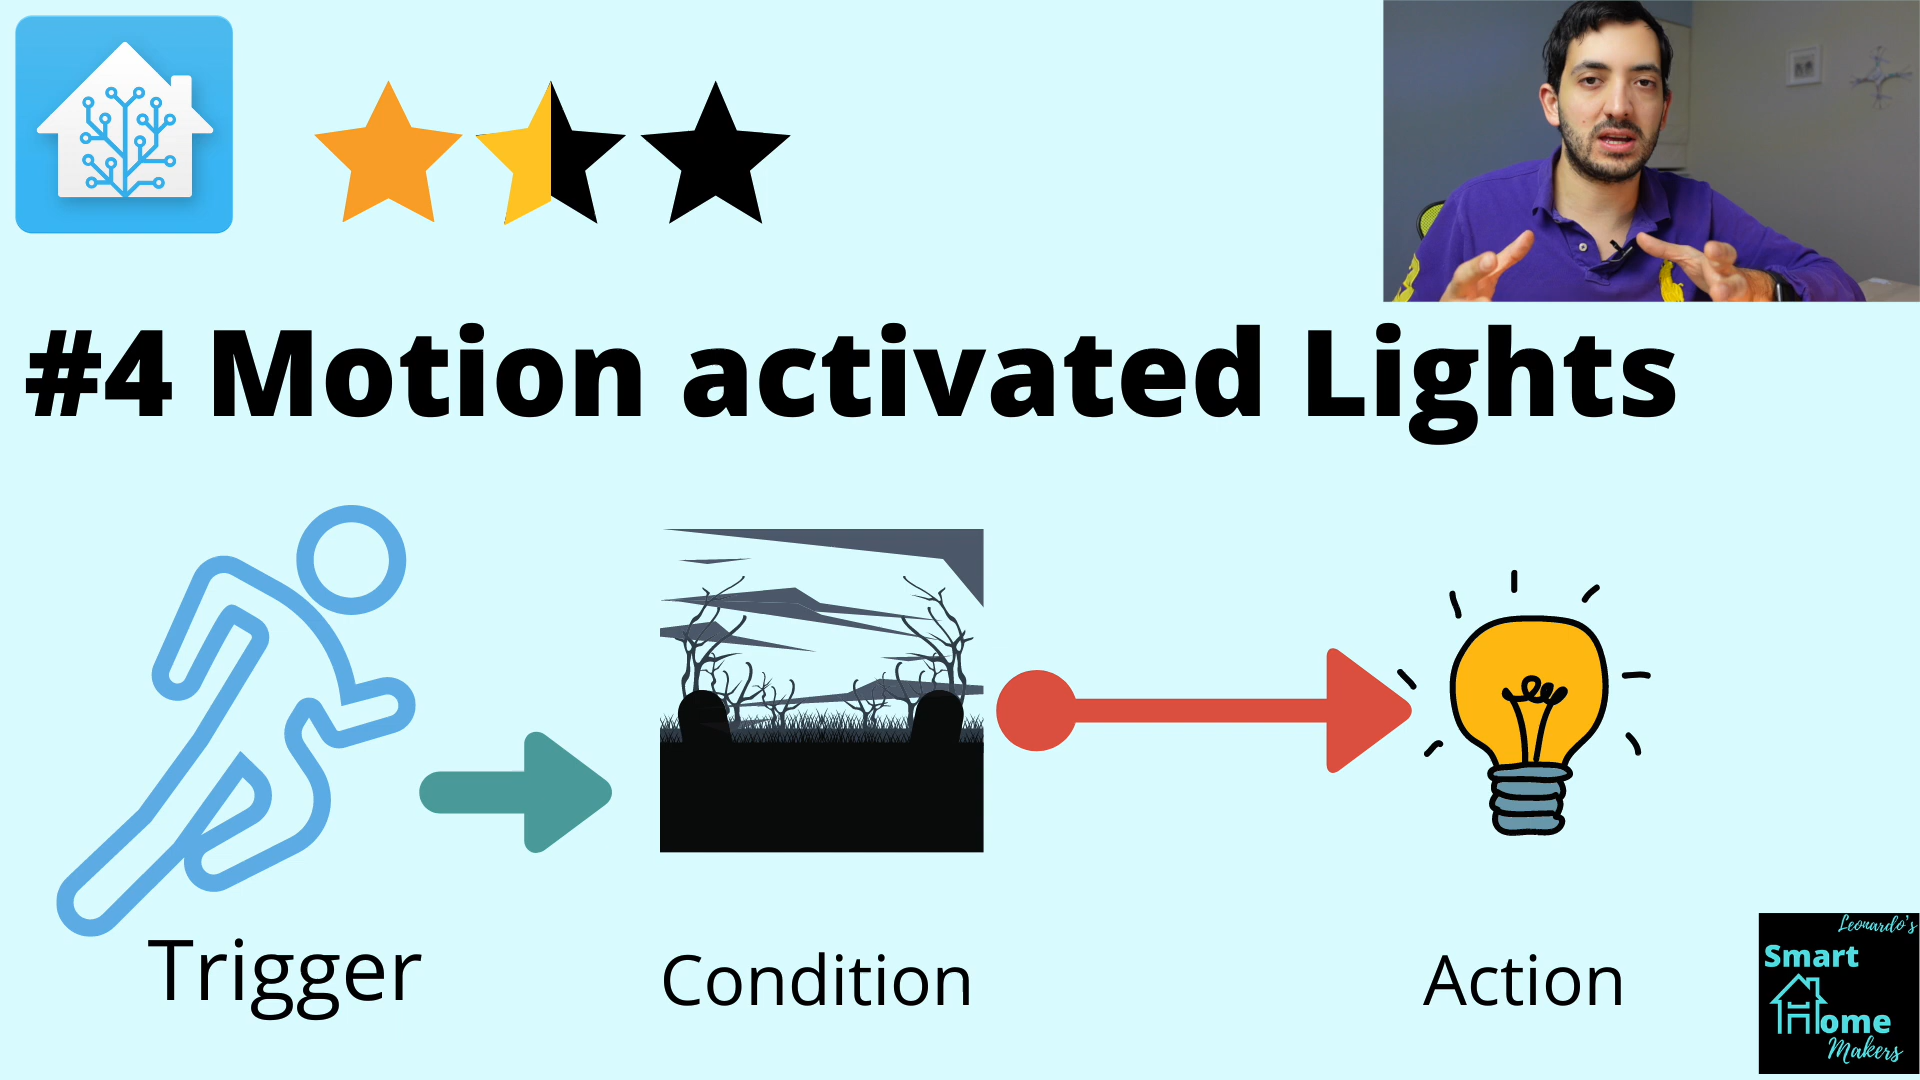 #4 Motion activated Lights
Trigger
Condition
Action
Leonardo's
Smart
Home
Makers